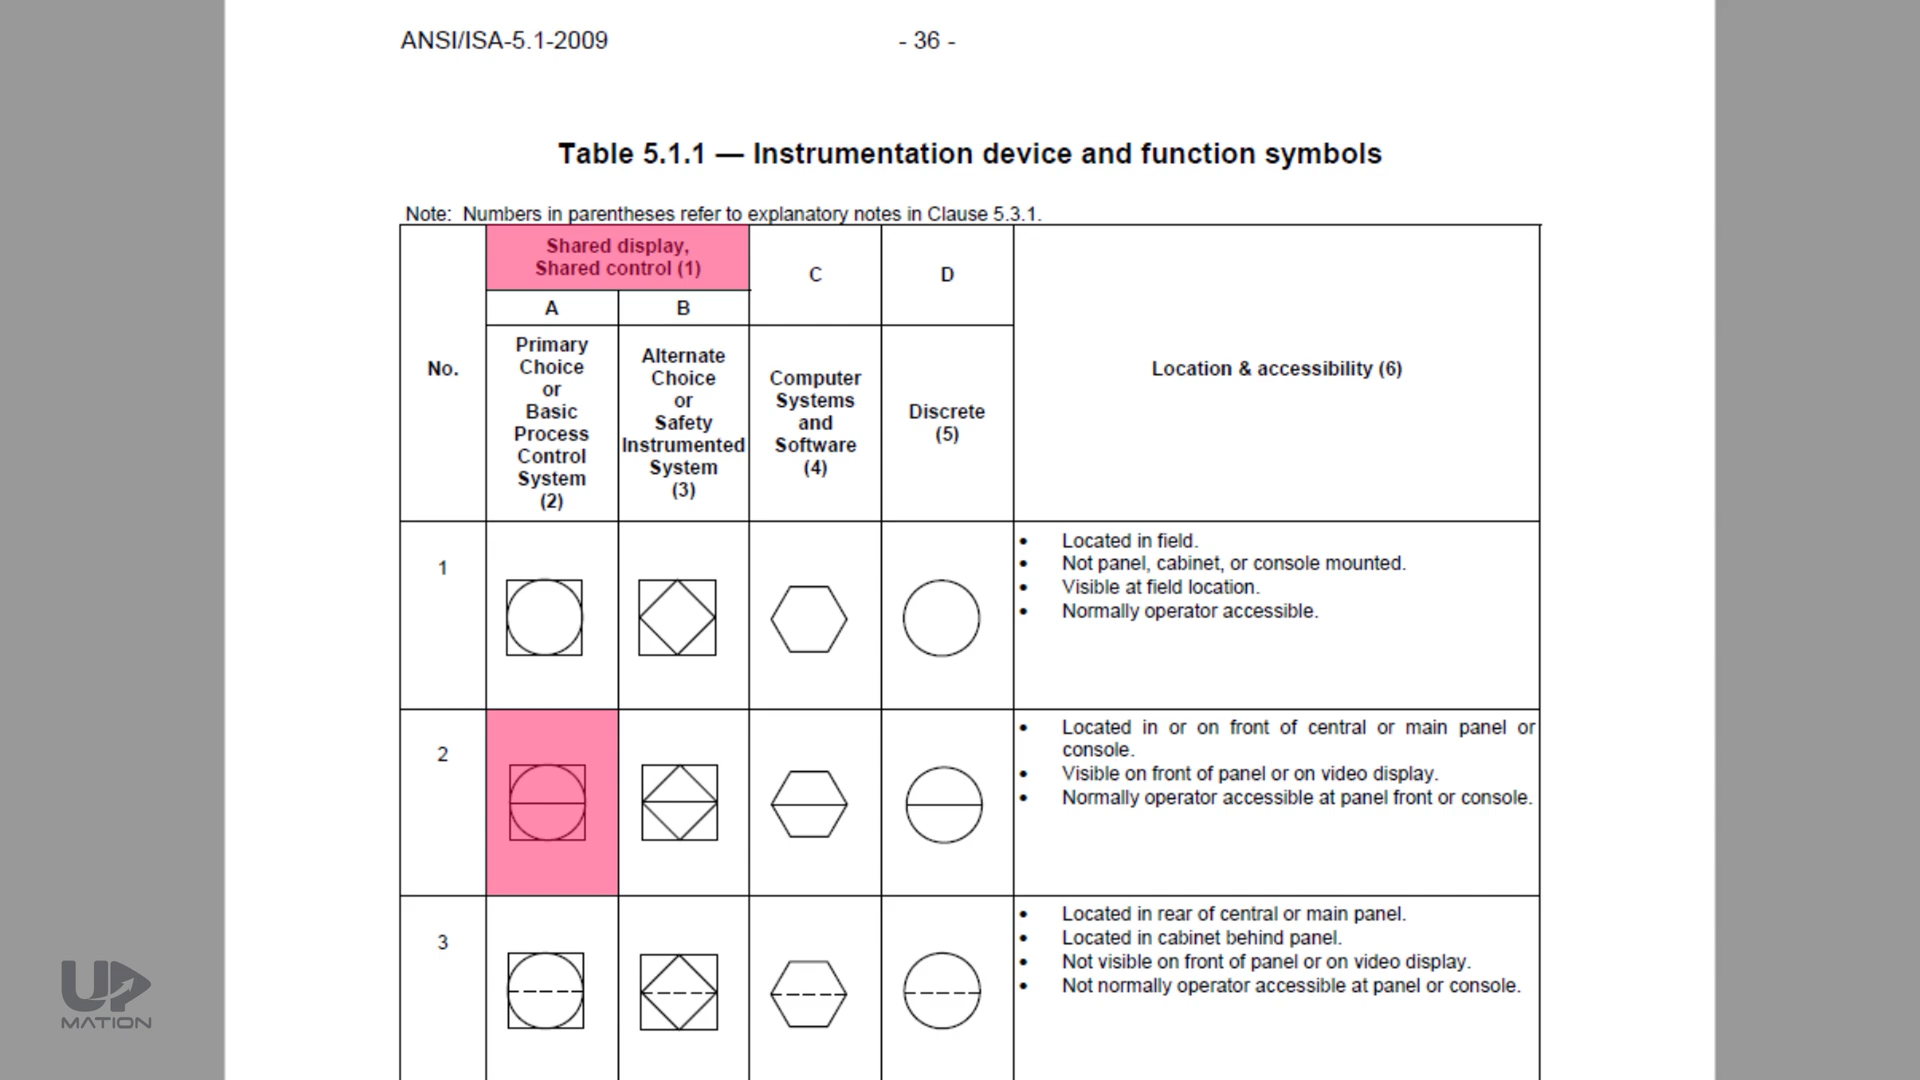 ANSI/ISA-5.1-2009
- 36 -
Table 5.1.1 — Instrumentation device and function symbols
Note: Numbers in parentheses refer to explanatory notes in Clause 5.3.1.
No.
Shared display,
Shared control (1)
A
B
C
D
Primary
Choice
or
Basic
Process
Control
System
(2)
Alternate
Choice
or
Safety
Instrumented
System
(3)
Computer
Systems
and
Software
(4)
Discrete
(5)
Location & accessibility (6)
1
• Located in field.
• Not panel, cabinet, or console mounted.
• Visible at field location.
• Normally operator accessible.
2
• Located in or on front of central or main panel or
console.
• Visible on front of panel or on video display.
• Normally operator accessible at panel front or console.
3
• Located in rear of central or main panel.
• Located in cabinet behind panel.
• Not visible on front of panel or on video display.
• Not normally operator accessible at panel or console.
UP
MATION